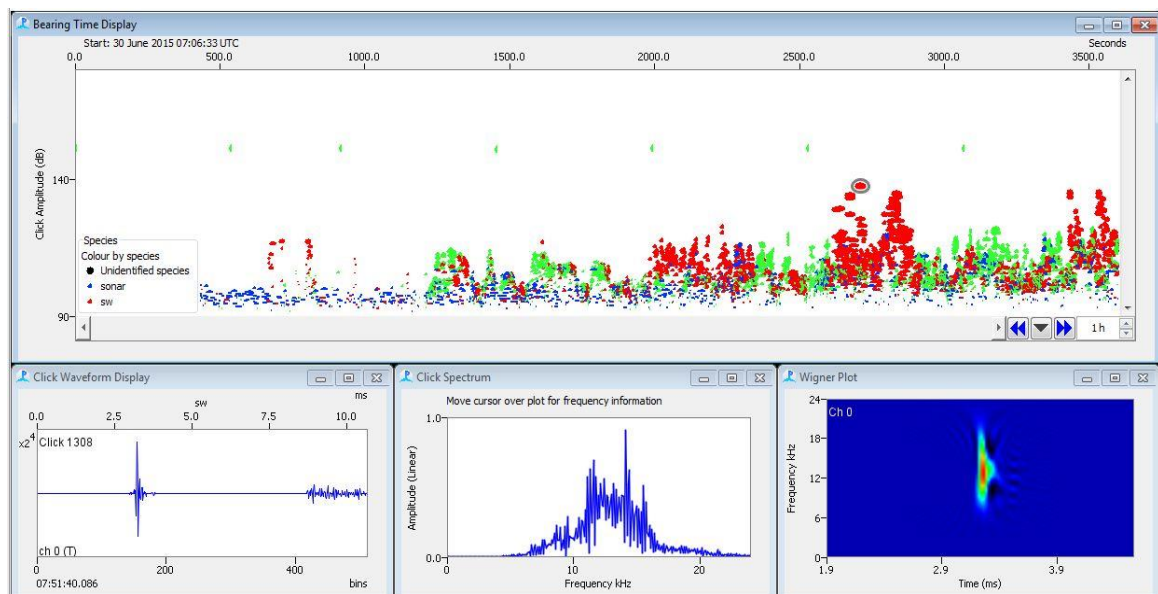 Bearing Time Display
Start: 30 June 2015 07:06:33 UTC
Seconds
0.0 500.0 1000.0 1500.0 2000.0 2500.0 3000.0 3500.0
Click Amplitude (dB)
140
90
Species
Colour by species
Unidentified species
sonar
sw
1 h
Click Waveform Display
ms
sw
0.0 2.5 5.0 7.5 10.0
x2^4
Click 1308
ch 0 (T)
0 200 400
07:51:40.086
bins
Click Spectrum
Move cursor over plot for frequency information
Amplitude (Linear)
1.0
0.0
0 10 20
Frequency kHz
Wigner Plot
Ch 0
Frequency kHz
24
18
12
6
0
1.9 2.9 3.9
Time (ms)